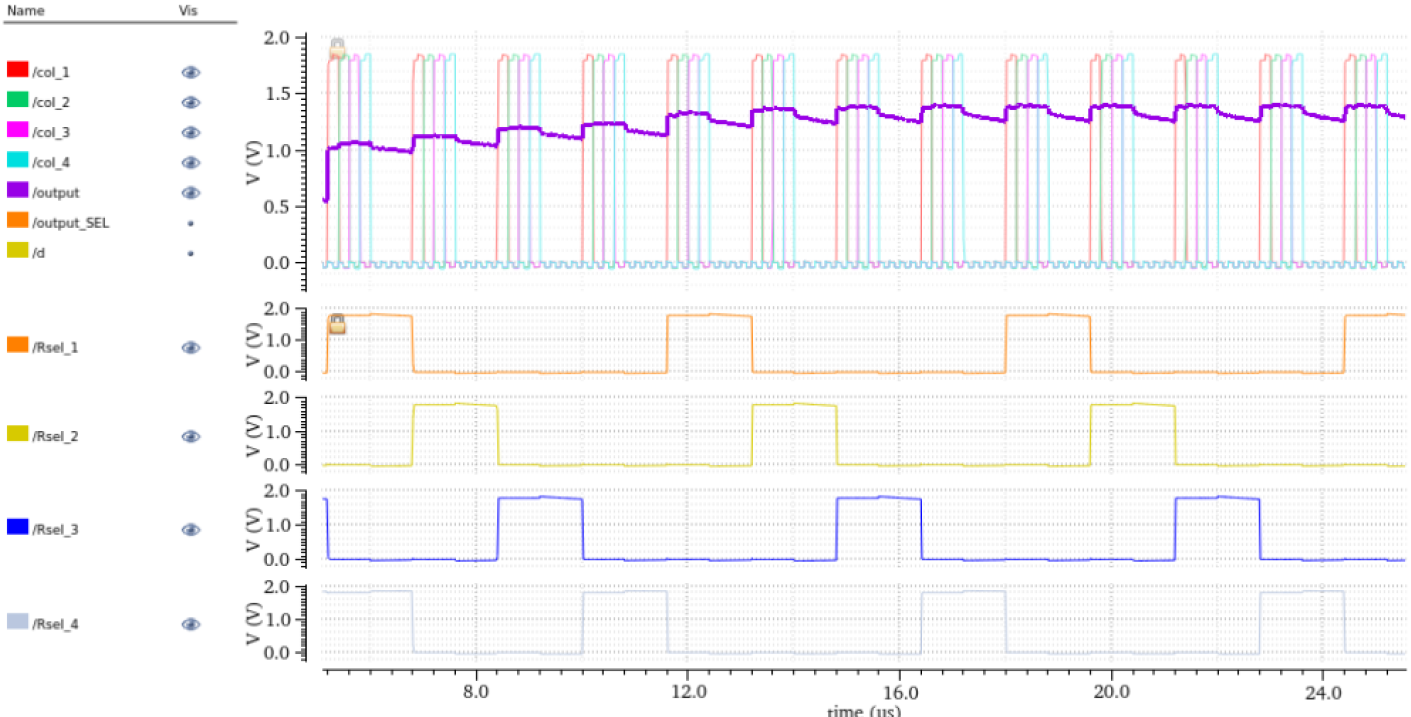 Name Vis
/col_1
/col_2
/col_3
/col_4
/output
/output_SEL
/d
/Rsel_1
/Rsel_2
/Rsel_3
/Rsel_4
V (V)
2.0
1.5
1.0
0.5
0.0
V (V)
2.0
1.0
0.0
V (V)
2.0
1.0
0.0
V (V)
2.0
1.0
0.0
V (V)
2.0
1.0
0.0
8.0 12.0 16.0 20.0 24.0
time (us)